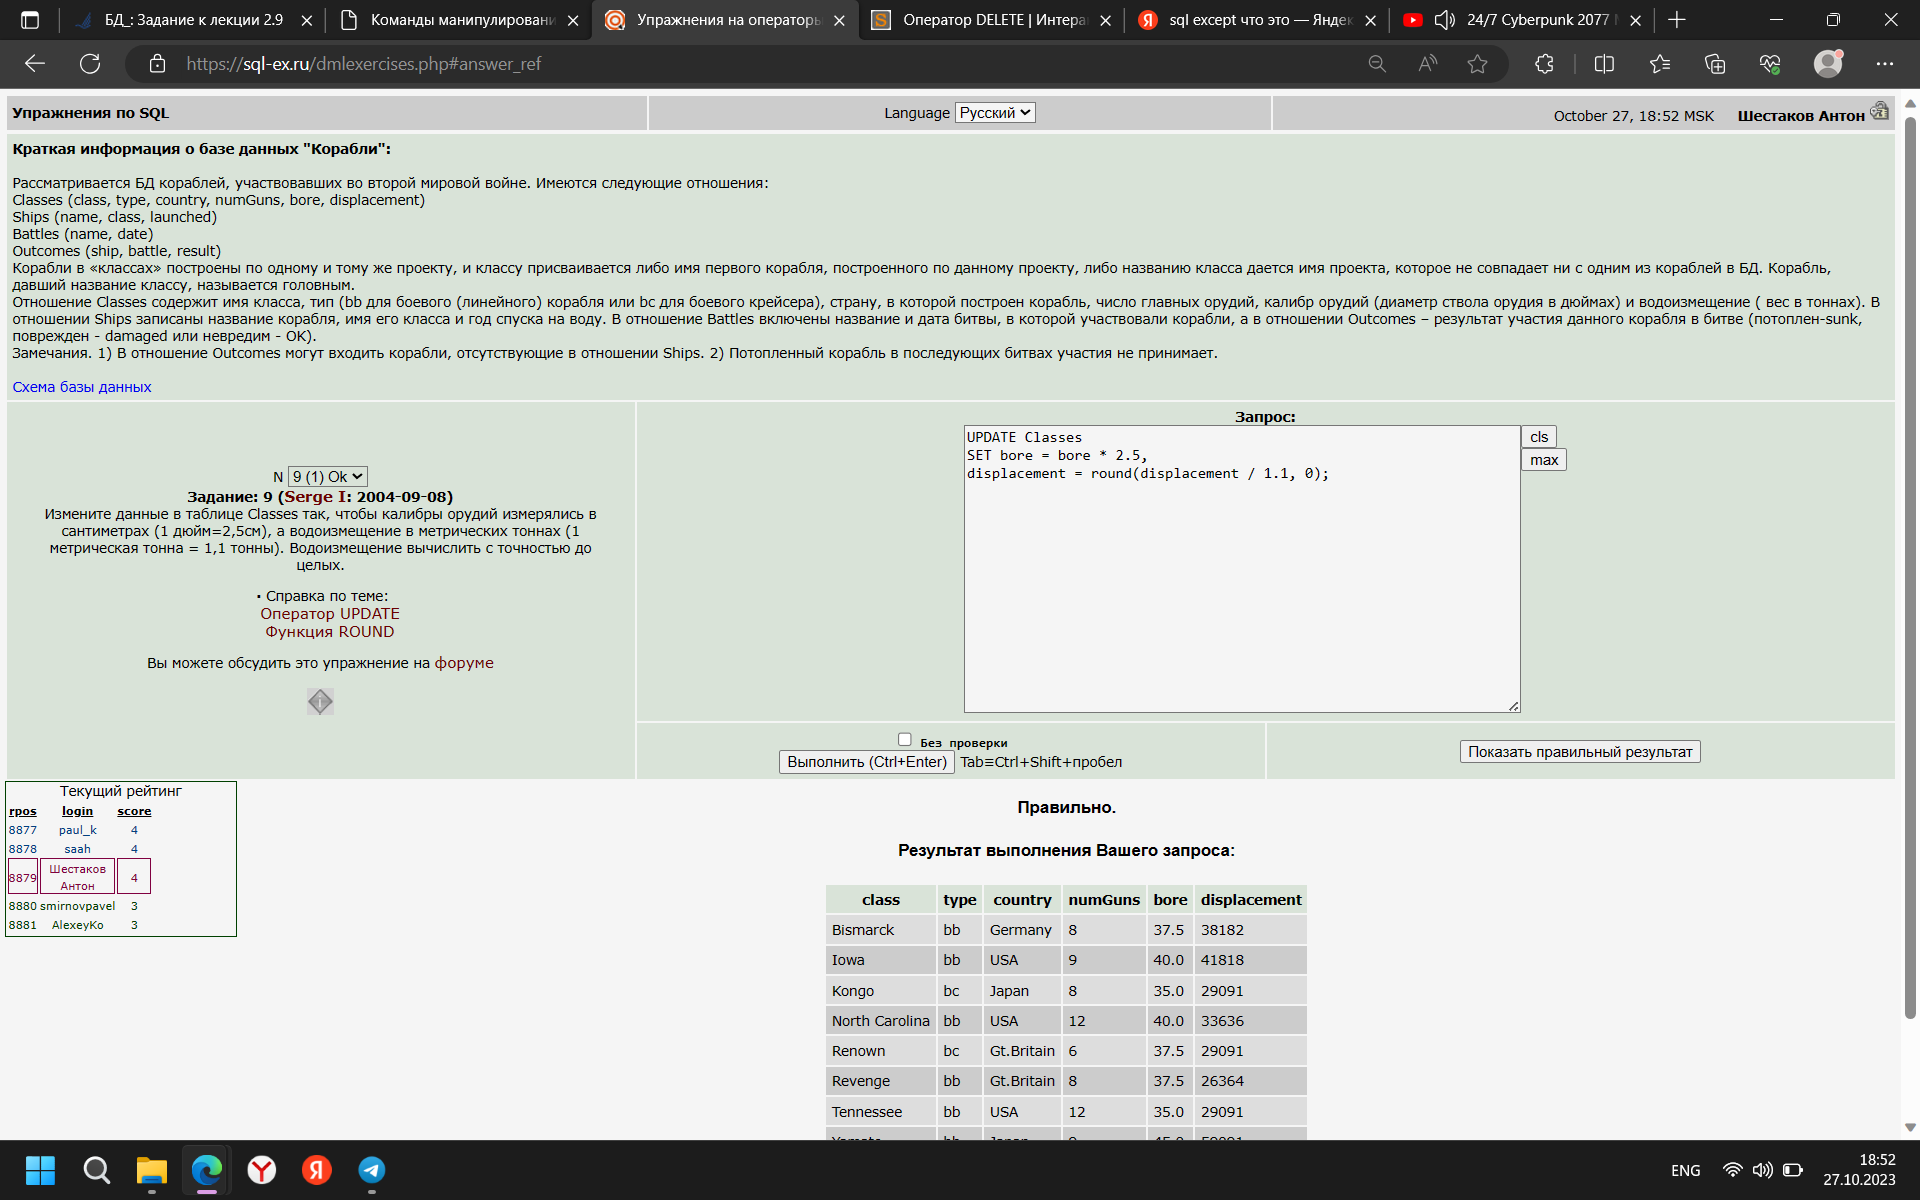 БД_: Задание к лекции 2.9
Команды манипулировани
Упражнения на операторы
Оператор DELETE | Интера
sql except что это — Яндек
24/7 Cyberpunk 2077
https://sql-ex.ru/dmlexercises.php#answer_ref
Упражнения по SQL
Language Русский
October 27, 18:52 MSK Шестаков Антон
Краткая информация о базе данных "Корабли":
Рассматривается БД кораблей, участвовавших во второй мировой войне. Имеются следующие отношения:
Classes (class, type, country, numGuns, bore, displacement)
Ships (name, class, launched)
Battles (name, date)
Outcomes (ship, battle, result)
Корабли в «классах» построены по одному и тому же проекту, и классу присваивается либо имя первого корабля, построенного по данному проекту, либо названию класса дается имя проекта, которое не совпадает ни с одним из кораблей в БД. Корабль,
давший название классу, называется головным.
Отношение Classes содержит имя класса, тип (bb для боевого (линейного) корабля или bc для боевого крейсера), страну, в которой построен корабль, число главных орудий, калибр орудий (диаметр ствола орудия в дюймах) и водоизмещение ( вес в тоннах). В
отношении Ships записаны название корабля, имя его класса и год спуска на воду. В отношение Battles включены название и дата битвы, в которой участвовали корабли, а в отношении Outcomes – результат участия данного корабля в битве (потоплен-sunk,
поврежден - damaged или невредим - OK).
Замечания. 1) В отношение Outcomes могут входить корабли, отсутствующие в отношении Ships. 2) Потопленный корабль в последующих битвах участия не принимает.
Схема базы данных
N 9 (1) Ok
Задание: 9 (Serge I: 2004-09-08)
Измените данные в таблице Classes так, чтобы калибры орудий измерялись в
сантиметрах (1 дюйм=2,5см), а водоизмещение в метрических тоннах (1
метрическая тонна = 1,1 тонны). Водоизмещение вычислить с точностью до
целых.
• Справка по теме:
Оператор UPDATE
Функция ROUND
Вы можете обсудить это упражнение на форуме
Запрос:
UPDATE Classes
SET bore = bore * 2.5,
displacement = round(displacement / 1.1, 0);
cls
max
Без проверки
Выполнить (Ctrl+Enter) Tab≡Ctrl+Shift+пробел
Показать правильный результат
Текущий рейтинг
rpos login score
8877 paul_k 4
8878 saah 4
8879 Шестаков Антон 4
8880 smirnovpavel 3
8881 AlexeyKo 3
Правильно.
Результат выполнения Вашего запроса:
class type country numGuns bore displacement
Bismarck bb Germany 8 37.5 38182
Iowa bb USA 9 40.0 41818
Kongo bc Japan 8 35.0 29091
North Carolina bb USA 12 40.0 33636
Renown bc Gt.Britain 6 37.5 29091
Revenge bb Gt.Britain 8 37.5 26364
Tennessee bb USA 12 35.0 29091
ENG
18:52
27.10.2023